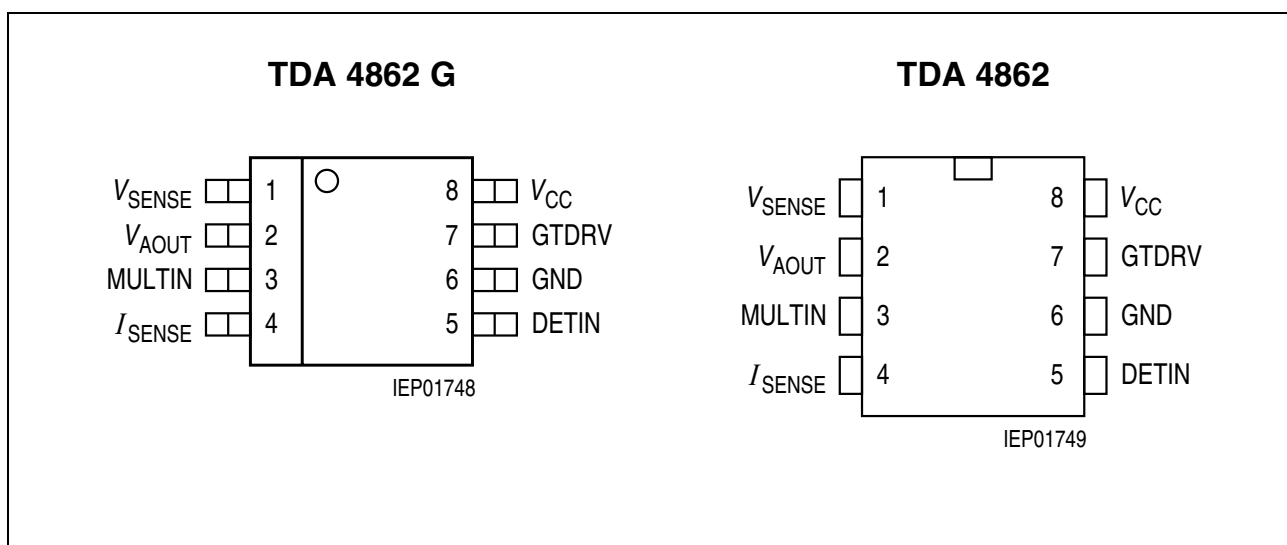 TDA 4862 G
VSENSE 1 8 VCC
VAOUT 2 7 GTDRV
MULTIN 3 6 GND
ISENSE 4 5 DETIN
IEP01748
TDA 4862
VSENSE 1 8 VCC
VAOUT 2 7 GTDRV
MULTIN 3 6 GND
ISENSE 4 5 DETIN
IEP01749